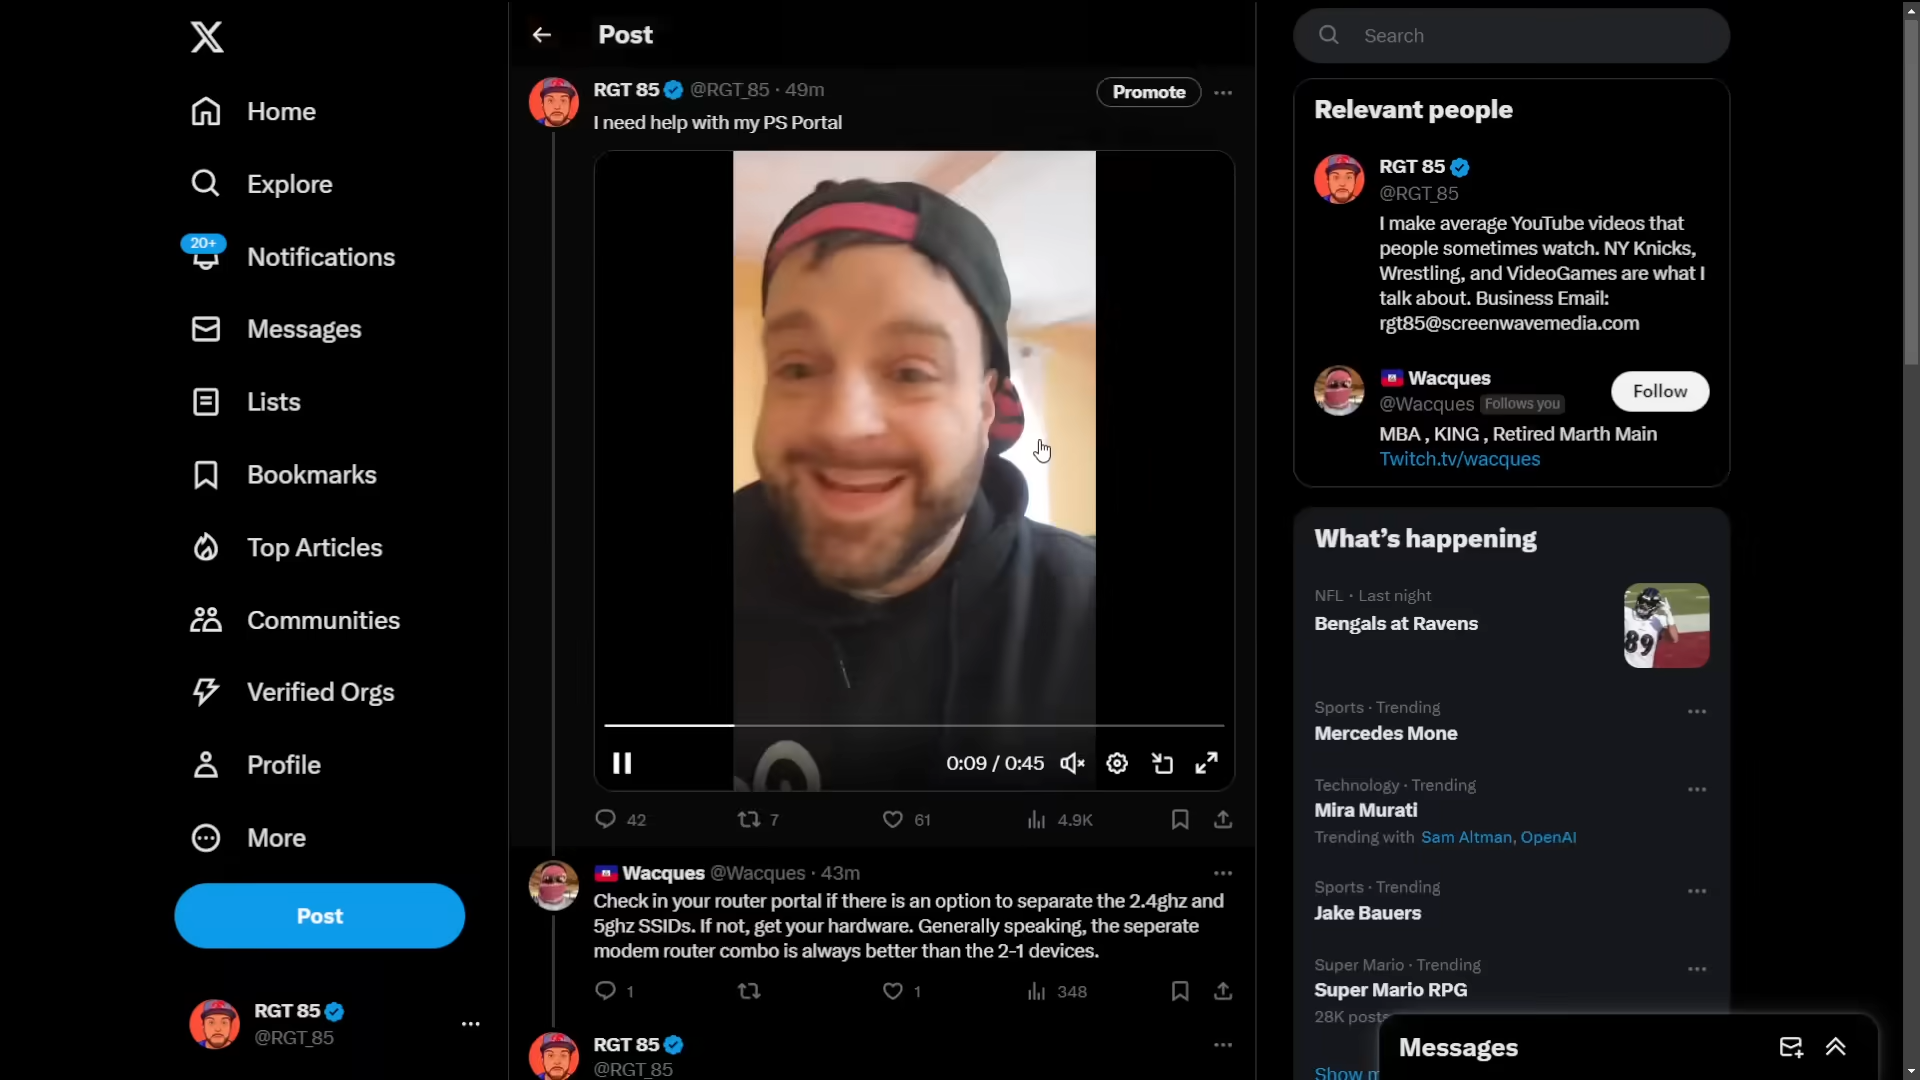 X
Home
Explore
20+
Notifications
Messages
Lists
Bookmarks
Top Articles
Communities
Verified Orgs
Profile
More
Post
RGT 85
@RGT_85
Post
RGT 85 @RGT_85 · 49m
Promote
I need help with my PS Portal
0:09 / 0:45
42
7
61
4.9K
Wacques @Wacques · 43m
Check in your router portal if there is an option to separate the 2.4ghz and
5ghz SSIDs. If not, get your hardware. Generally speaking, the seperate
modem router combo is always better than the 2-1 devices.
1
1
348
RGT 85
@RGT_85
Search
Relevant people
RGT 85
@RGT_85
I make average YouTube videos that
people sometimes watch. NY Knicks,
Wrestling, and VideoGames are what I
talk about. Business Email:
rgt85@screenwavemedia.com
Wacques
@Wacques Follows you
Follow
MBA , KING , Retired Marth Main
Twitch.tv/wacques
What's happening
NFL · Last night
Bengals at Ravens
89
Sports · Trending
Mercedes Mone
Technology · Trending
Mira Murati
Trending with Sam Altman, OpenAI
Sports · Trending
Jake Bauers
Super Mario · Trending
Super Mario RPG
28K posts
Show
Messages